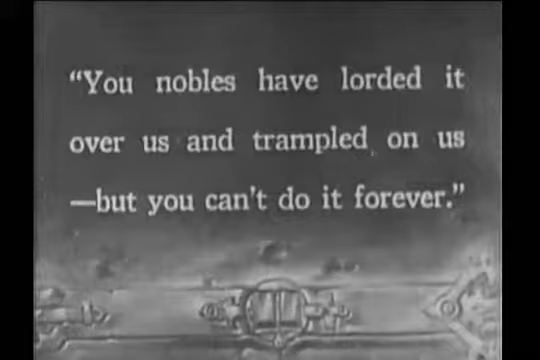 “You nobles have lorded it
over us and trampled on us
—but you can't do it forever.”